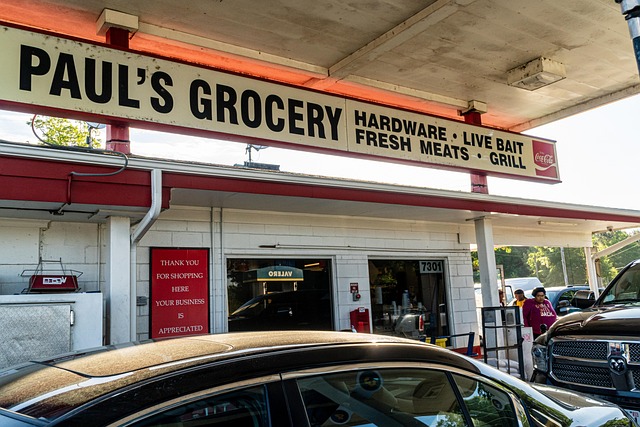 PAUL'S GROCERY
HARDWARE • LIVE BAIT
FRESH MEATS • GRILL
Coca-Cola
THANK YOU
FOR SHOPPING
HERE
YOUR BUSINESS
IS
APPRECIATED
VALERO
7301